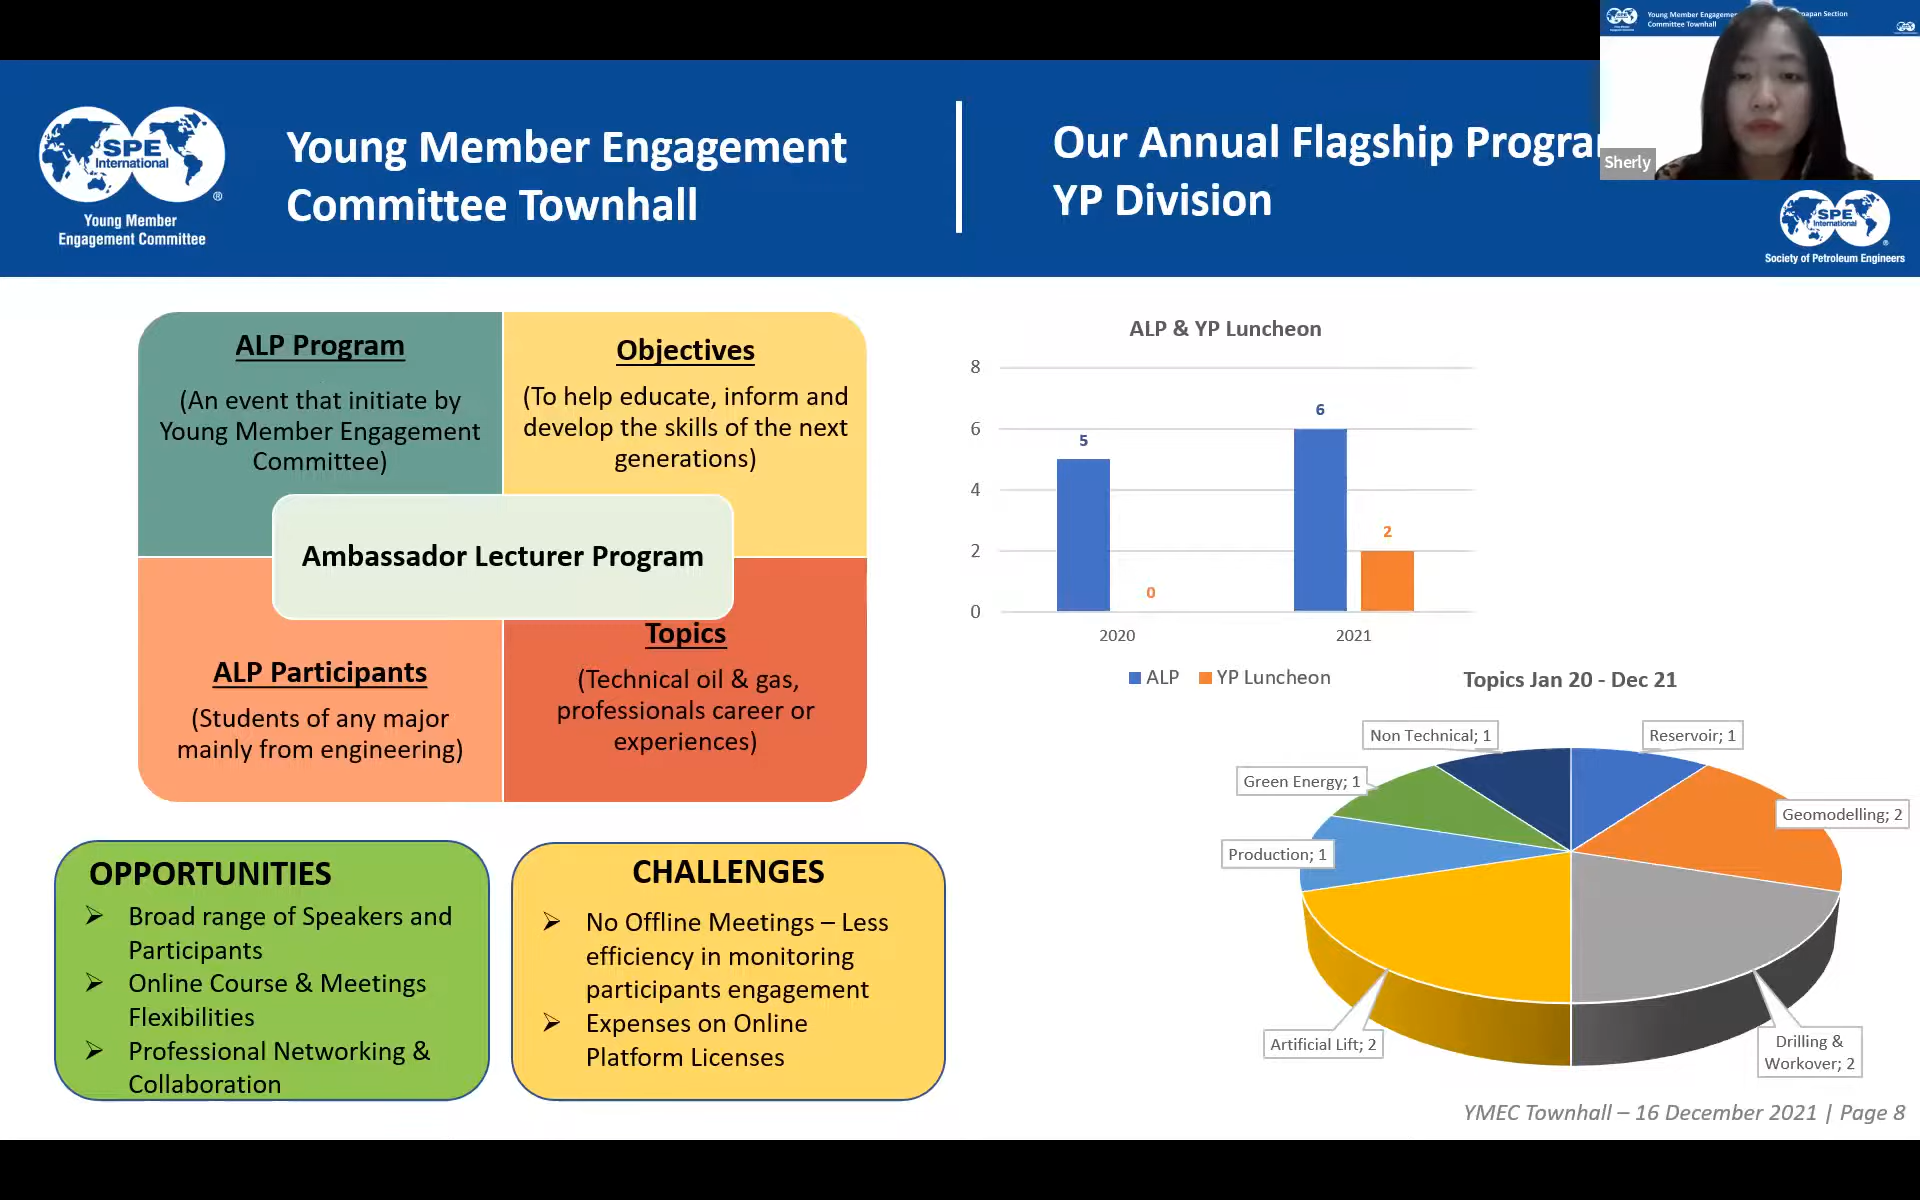 Young Member Engagement
Committee Townhall
SPE
International
®
Young Member
Engagement Committee
Young Member Engagement
Committee Townhall
Our Annual Flagship
YP Division
Sherly
SPE
International
®
Society of Petroleum Engineers
ALP Program
(An event that initiate by
Young Member Engagement
Committee)
Objectives
(To help educate, inform and
develop the skills of the next
generations)
Ambassador Lecturer Program
ALP Participants
(Students of any major
mainly from engineering)
Topics
(Technical oil & gas,
professionals career or
experiences)
OPPORTUNITIES
➢ Broad range of Speakers and
Participants
➢ Online Course & Meetings
Flexibilities
➢ Professional Networking &
Collaboration
CHALLENGES
➢ No Offline Meetings – Less
efficiency in monitoring
participants engagement
➢ Expenses on Online
Platform Licenses
ALP & YP Luncheon
8
6
4
2
0
5
0
6
2
2020
2021
ALP
YP Luncheon
Topics Jan 20 - Dec 21
Non Technical; 1
Reservoir; 1
Green Energy; 1
Geomodelling; 2
Production; 1
Artificial Lift; 2
Drilling &
Workover; 2
YMEC Townhall – 16 December 2021 | Page 8